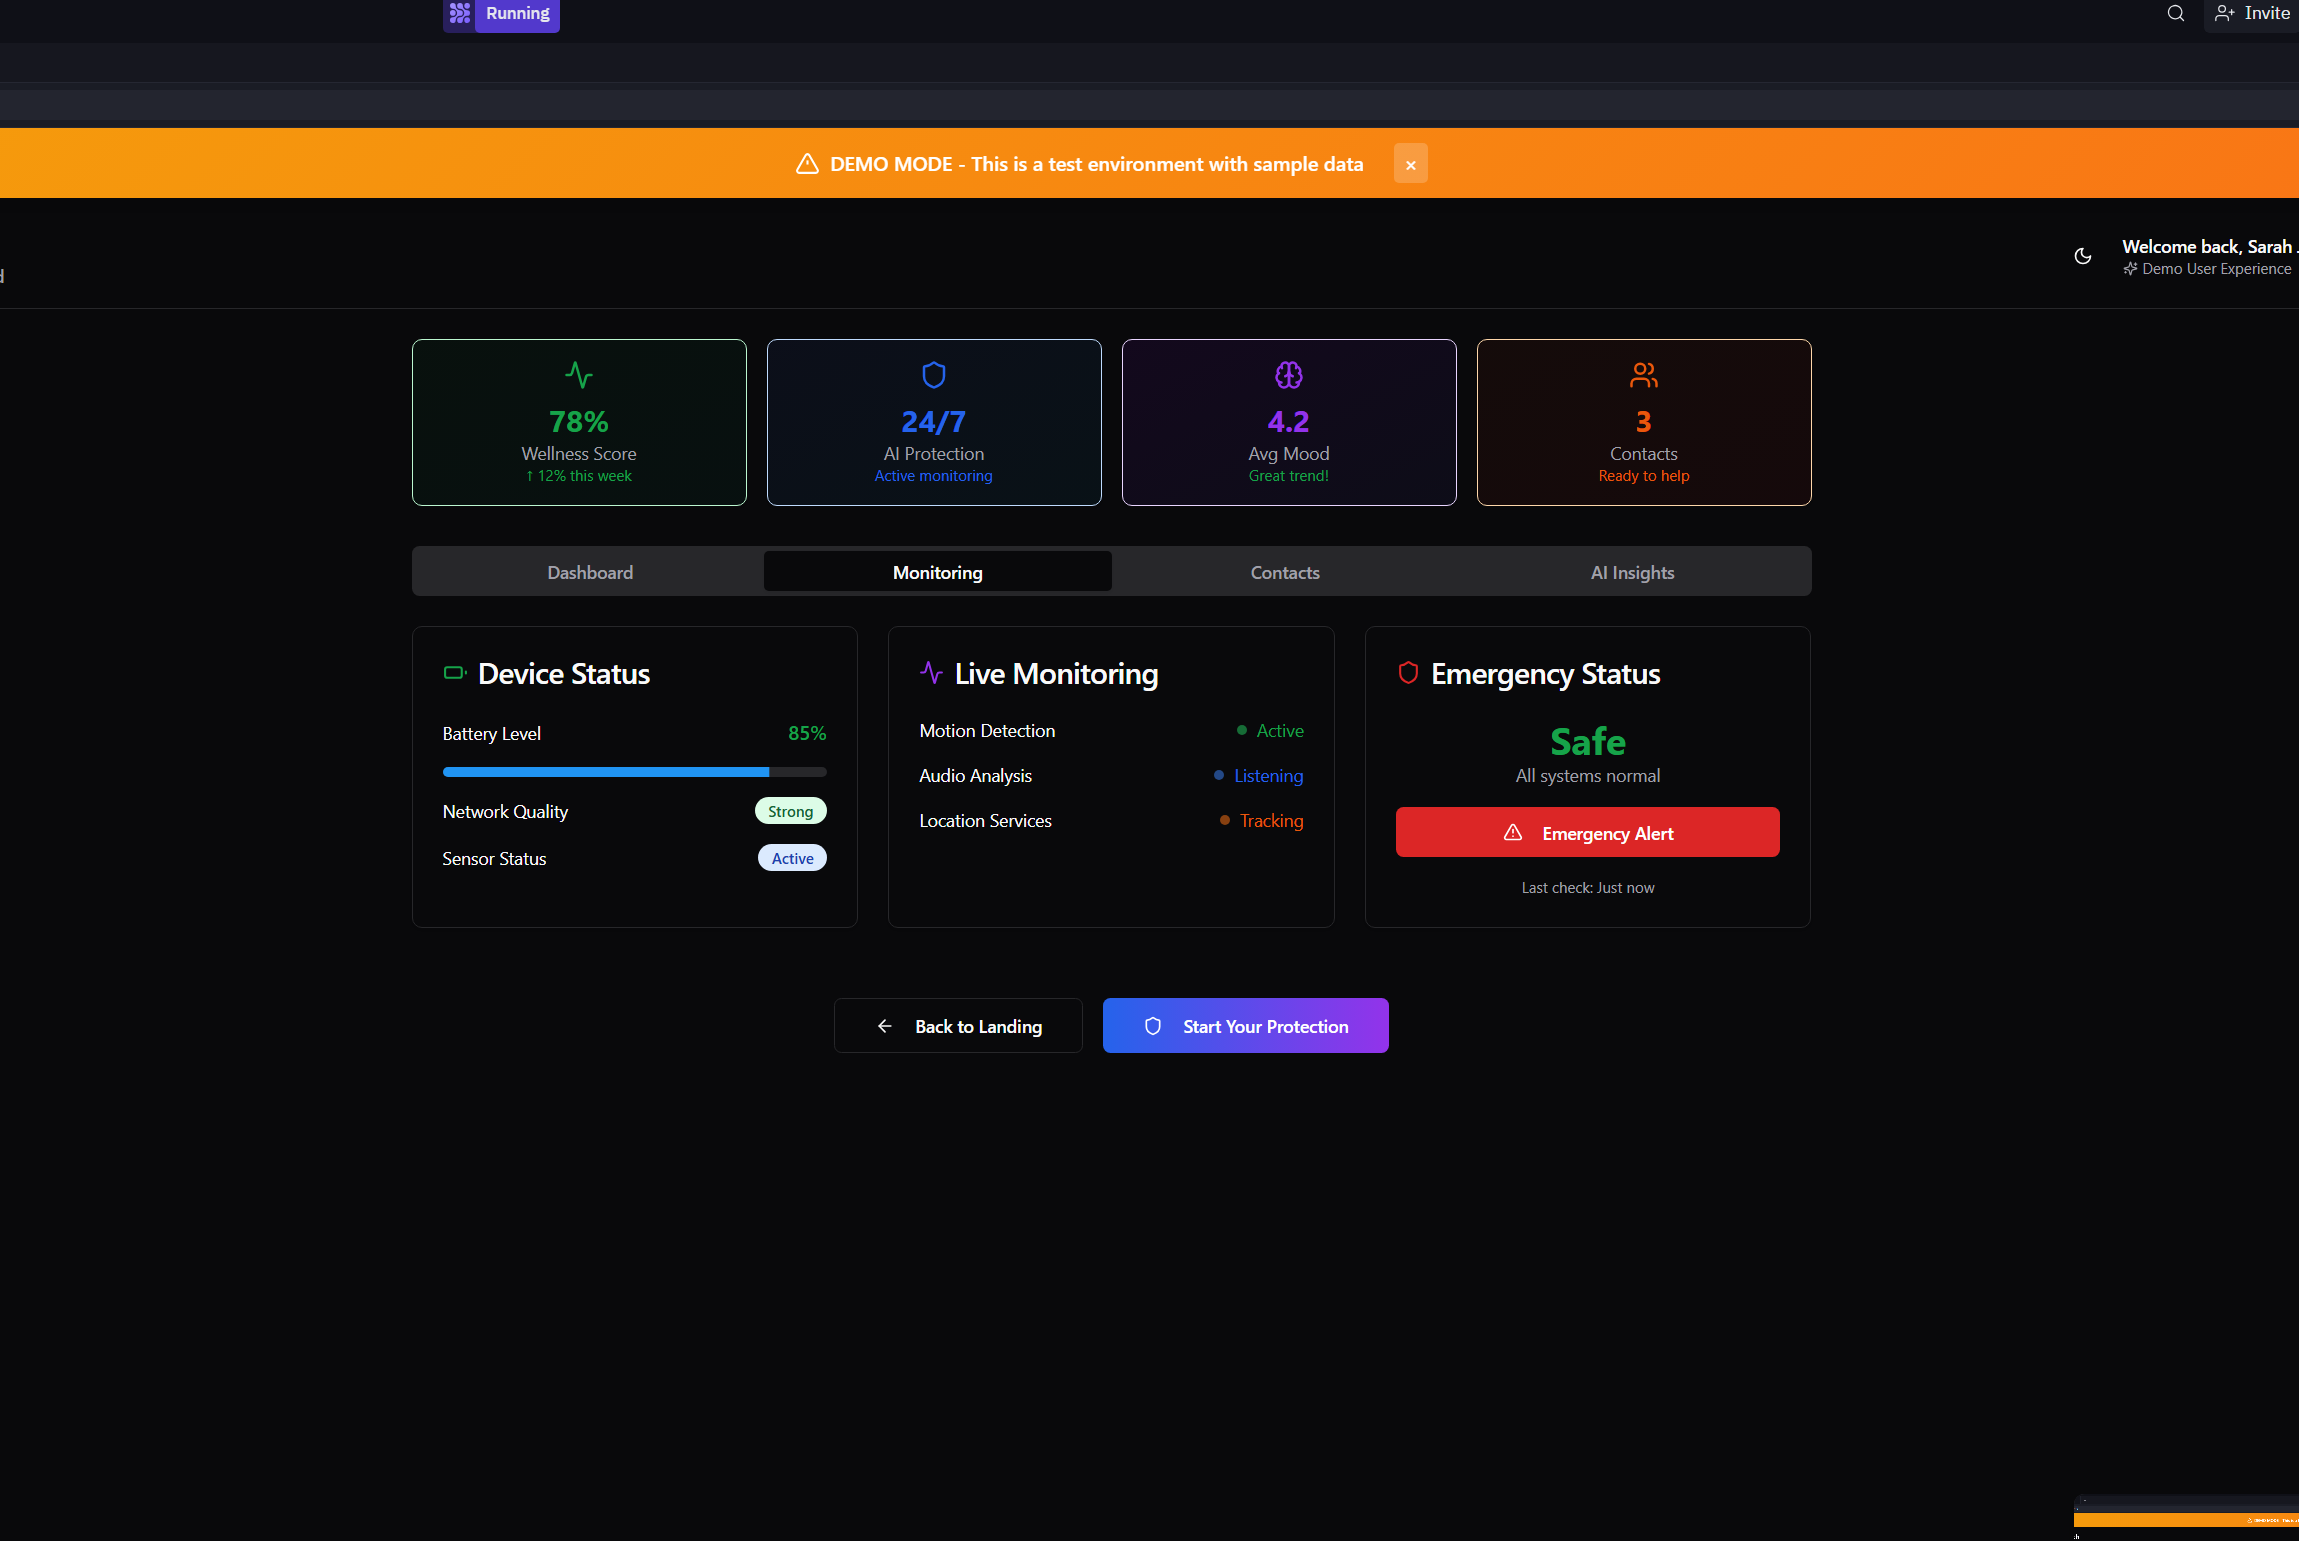 Running
Invite
DEMO MODE - This is a test environment with sample data
×
Welcome back, Sarah
Demo User Experience
78%
Wellness Score
↑ 12% this week
24/7
AI Protection
Active monitoring
4.2
Avg Mood
Great trend!
3
Contacts
Ready to help
Dashboard
Monitoring
Contacts
AI Insights
Device Status
Battery Level 85%
Network Quality Strong
Sensor Status Active
Live Monitoring
Motion Detection Active
Audio Analysis Listening
Location Services Tracking
Emergency Status
Safe
All systems normal
Emergency Alert
Last check: Just now
Back to Landing
Start Your Protection